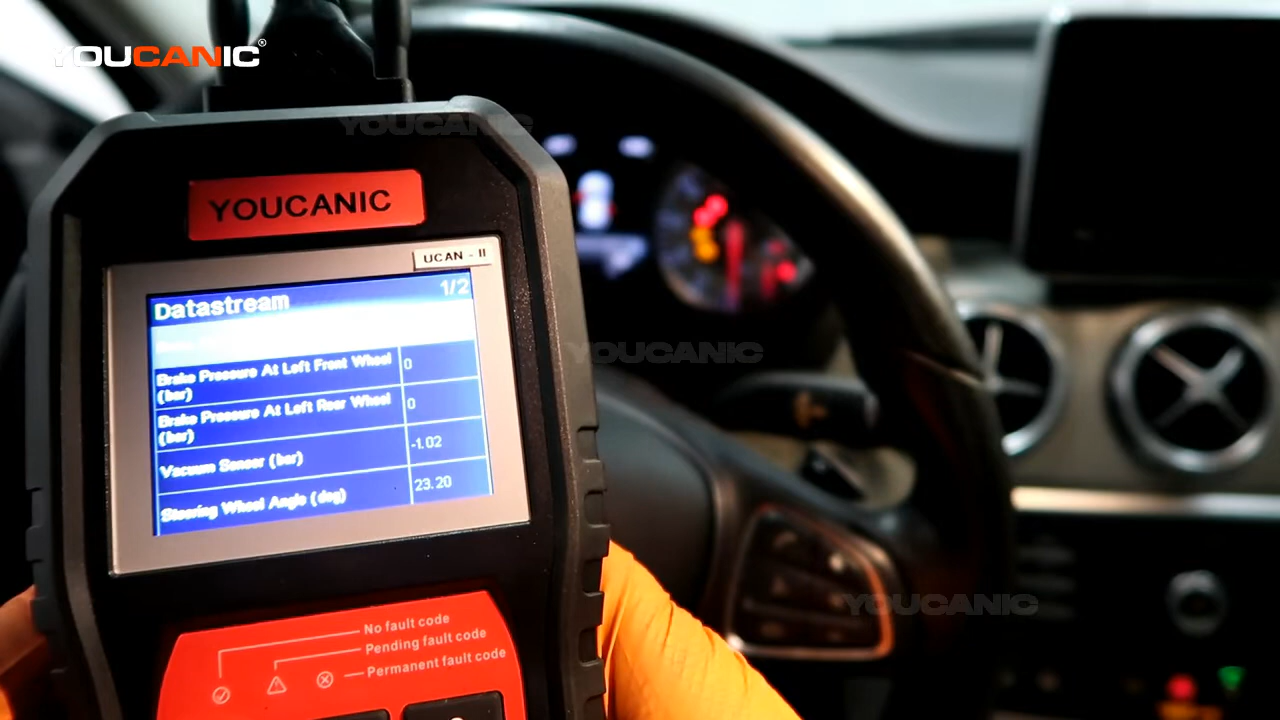 YOUCANIC®
YOUCANIC
YOUCANIC
UCAN - II
Datastream 1/2
Brake Pressure At Left Front Wheel (bar) 0
Brake Pressure At Left Rear Wheel (bar) 0
Vacuum Sensor (bar) -1.02
Steering Wheel Angle (deg) 23.20
YOUCANIC
No fault code
Pending fault code
Permanent fault code
YOUCANIC